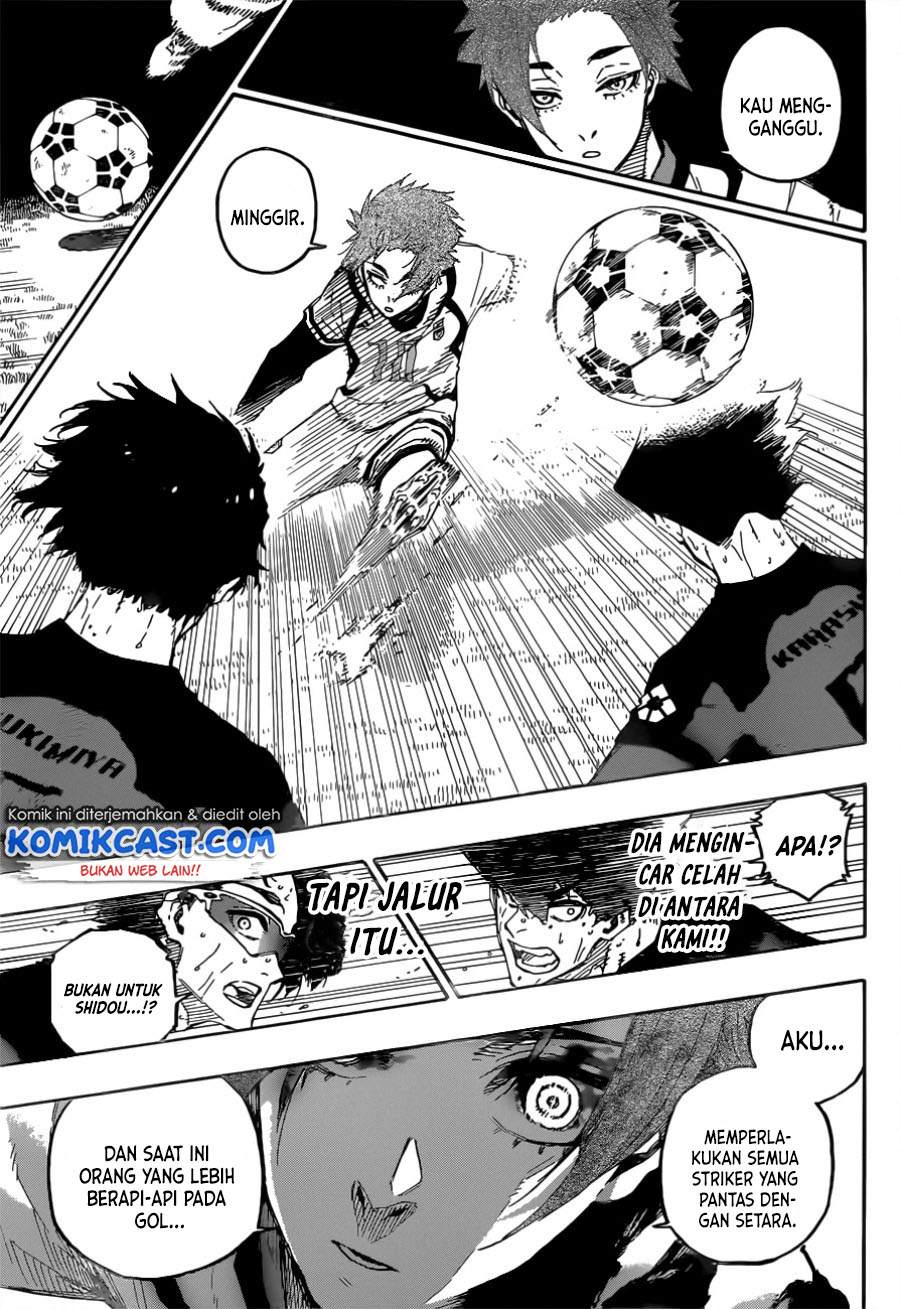 KAU MENG-
GANGGU.
MINGGIR.
10
KARASU
UKIMIYA
Komik ini diterjemahkan & diedit oleh
KOMIKCAST.COM
BUKAN WEB LAIN!!
APA!?
DIA MENGIN-
CAR CELAH
DI ANTARA
KAMI!!
TAPI JALUR
ITU...
BUKAN UNTUK
SHIDOU...!?
AKU...
MEMPERLA-
KUKAN SEMUA
STRIKER YANG
PANTAS DEN-
GAN SETARA.
DAN SAAT INI
ORANG YANG LEBIH
BERAPI-API PADA
GOL...